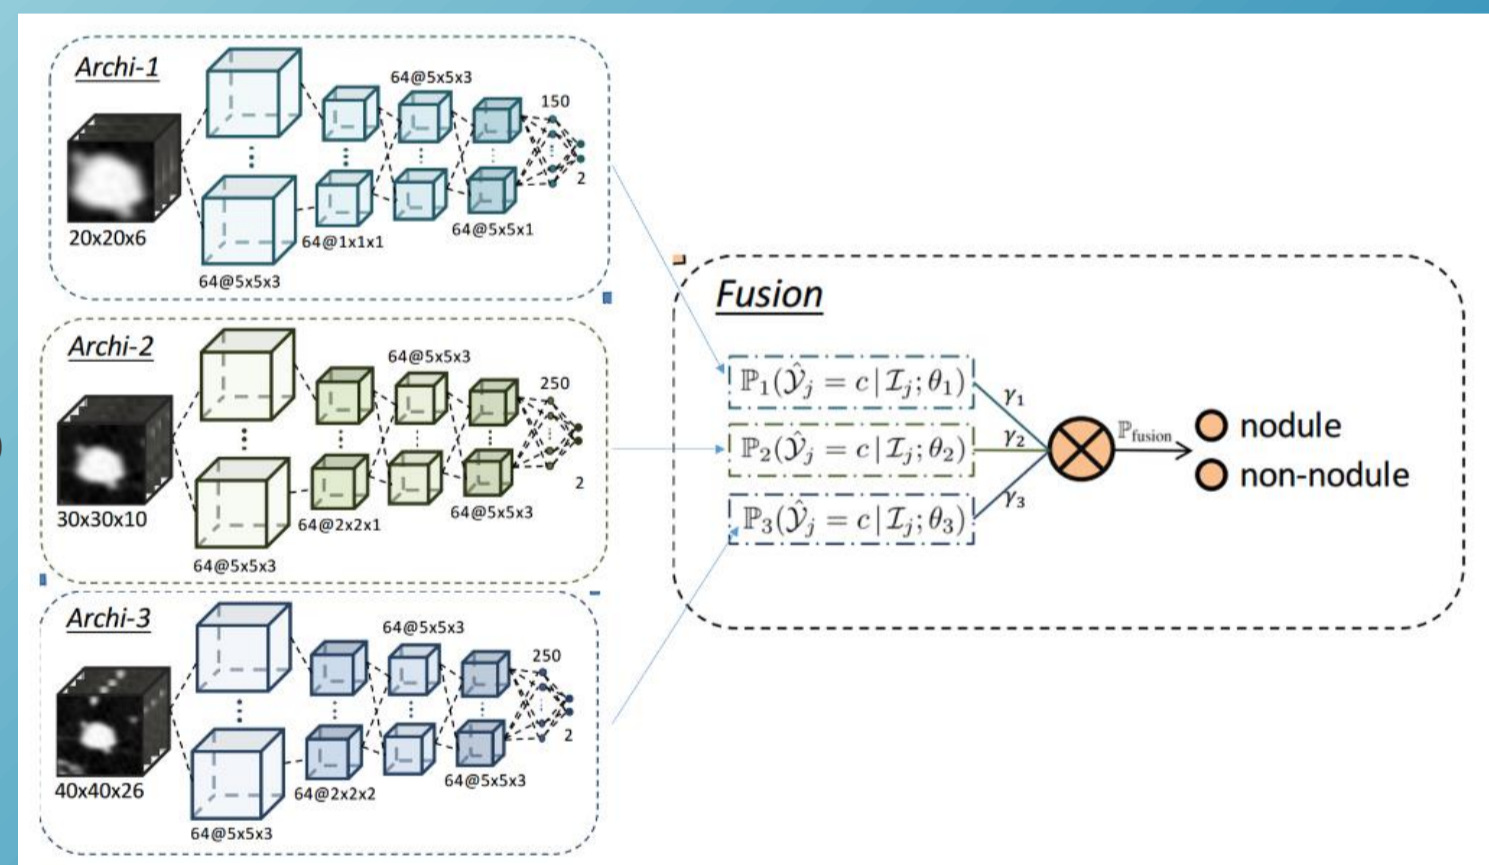 Archi-1
64@5x5x3
150
2
20x20x6
64@1x1x1
64@5x5x1
64@5x5x3
Archi-2
64@5x5x3
250
2
30x30x10
64@2x2x1
64@5x5x3
64@5x5x3
Archi-3
64@5x5x3
250
2
40x40x26
64@2x2x2
64@5x5x3
64@5x5x3
Fusion
ℙ₁(𝒴̂ⱼ = c | ℐⱼ; θ₁)
γ₁
ℙ₂(𝒴̂ⱼ = c | ℐⱼ; θ₂)
γ₂
ℙ₃(𝒴̂ⱼ = c | ℐⱼ; θ₃)
γ₃
ℙfusion
nodule
non-nodule